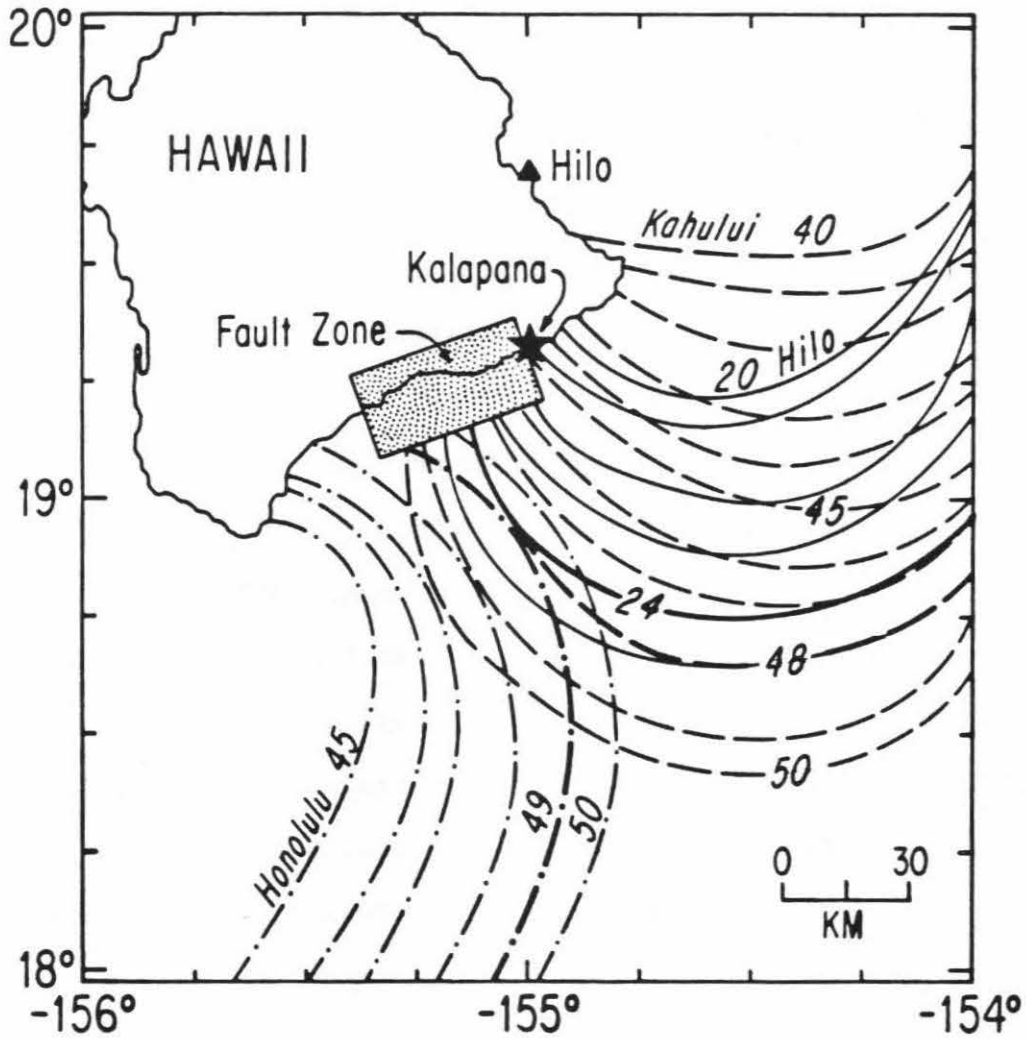 20°
HAWAII
Hilo
Kahului 40
Kalapana
Fault Zone
20 Hilo
19°
45
24
48
Honolulu 45
49
50
50
0 30
KM
18°
-156° -155° -154°